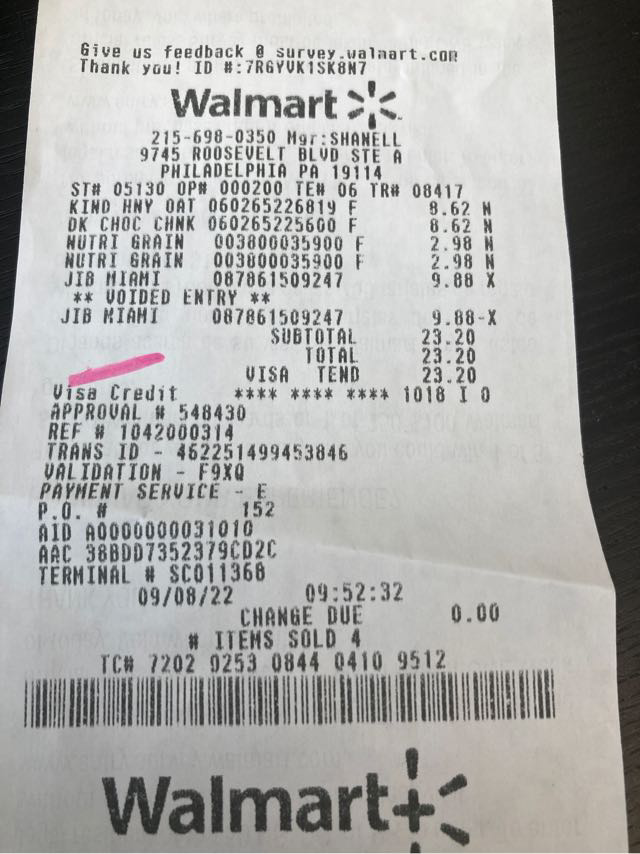 Give us feedback @ survey.walmart.com
Thank you! ID #:7RGYVK1SK8N7
Walmart
215-698-0350 Mgr:SHANELL
9745 ROOSEVELT BLVD STE A
PHILADELPHIA PA 19114
ST# 05130 OP# 000200 TE# 06 TR# 08417
KIND HNY OAT 060265226819 F 8.62 N
DK CHOC CHNK 060265225600 F 8.62 N
NUTRI GRAIN 003800035900 F 2.98 N
NUTRI GRAIN 003800035900 F 2.98 N
JIB MIAMI 087861509247 9.88 X
** VOIDED ENTRY **
JIB MIAMI 087861509247 9.88-X
SUBTOTAL 23.20
TOTAL 23.20
VISA TEND 23.20
Visa Credit **** **** **** 1018 I 0
APPROVAL # 548430
REF # 1042000314
TRANS ID - 462251499453846
VALIDATION - F9XQ
PAYMENT SERVICE - E
P.O. # 152
AID A0000000031010
AAC 38BDD7352379CD2C
TERMINAL # SC011368
09/08/22 09:52:32
CHANGE DUE 0.00
# ITEMS SOLD 4
TC# 7202 0253 0844 0410 9512
Walmart+